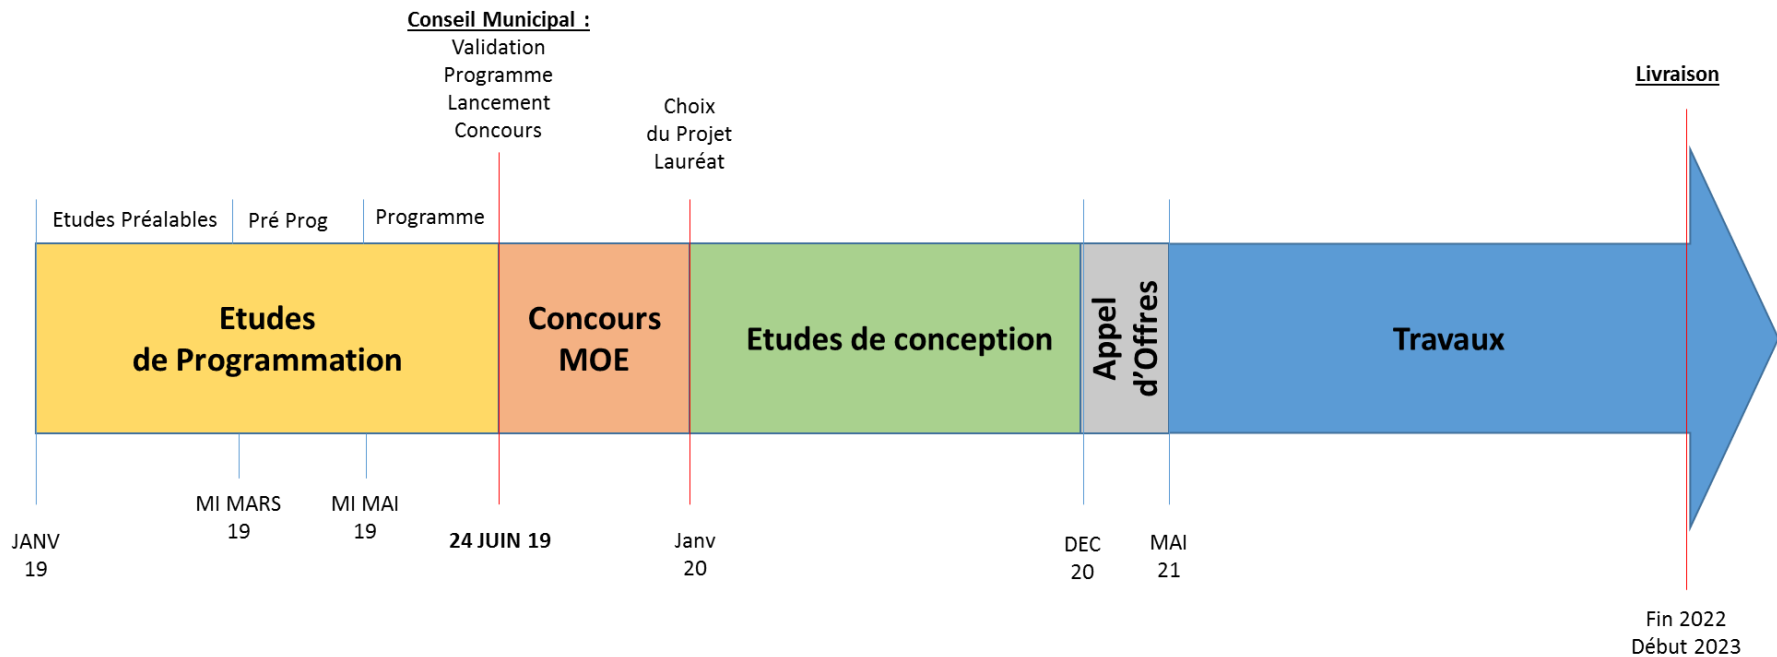 Conseil Municipal :
Validation
Programme
Lancement
Concours
Livraison
Choix
du Projet
Lauréat
Etudes Préalables
Pré Prog
Programme
Etudes
de Programmation
Concours
MOE
Etudes de conception
Appel
d'Offres
Travaux
MI MARS
19
MI MAI
19
JANV
19
24 JUIN 19
Janv
20
DEC
20
MAI
21
Fin 2022
Début 2023